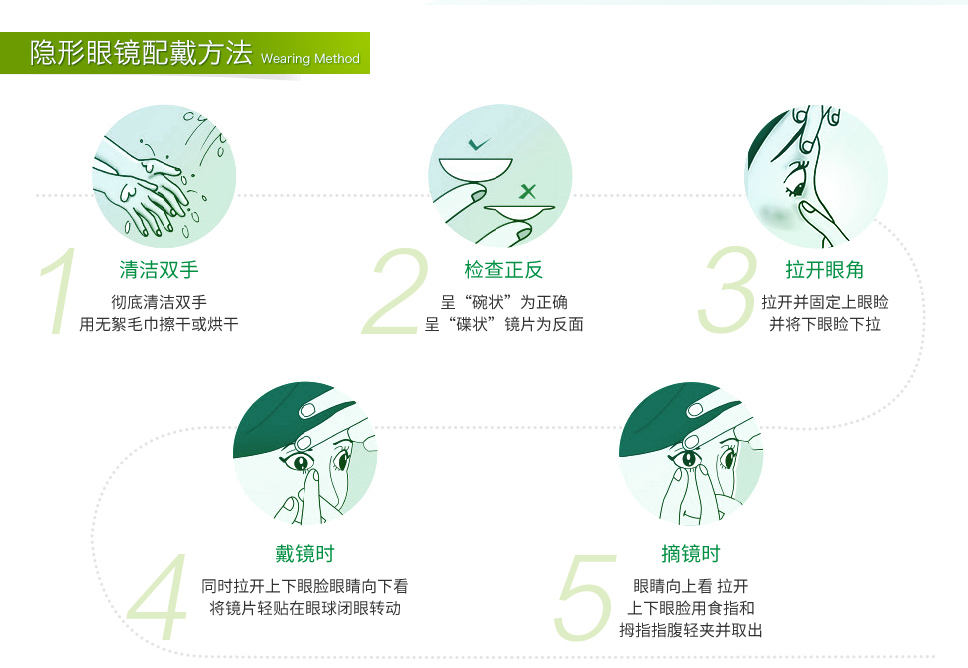 隐形眼镜配戴方法 Wearing Method
1
清洁双手
彻底清洁双手
用无絮毛巾擦干或烘干
2
检查正反
呈“碗状”为正确
呈“碟状”镜片为反面
3
拉开眼角
拉开并固定上眼睑
并将下眼睑下拉
4
戴镜时
同时拉开上下眼脸眼睛向下看
将镜片轻贴在眼球闭眼转动
5
摘镜时
眼睛向上看 拉开
上下眼脸用食指和
拇指指腹轻夹并取出